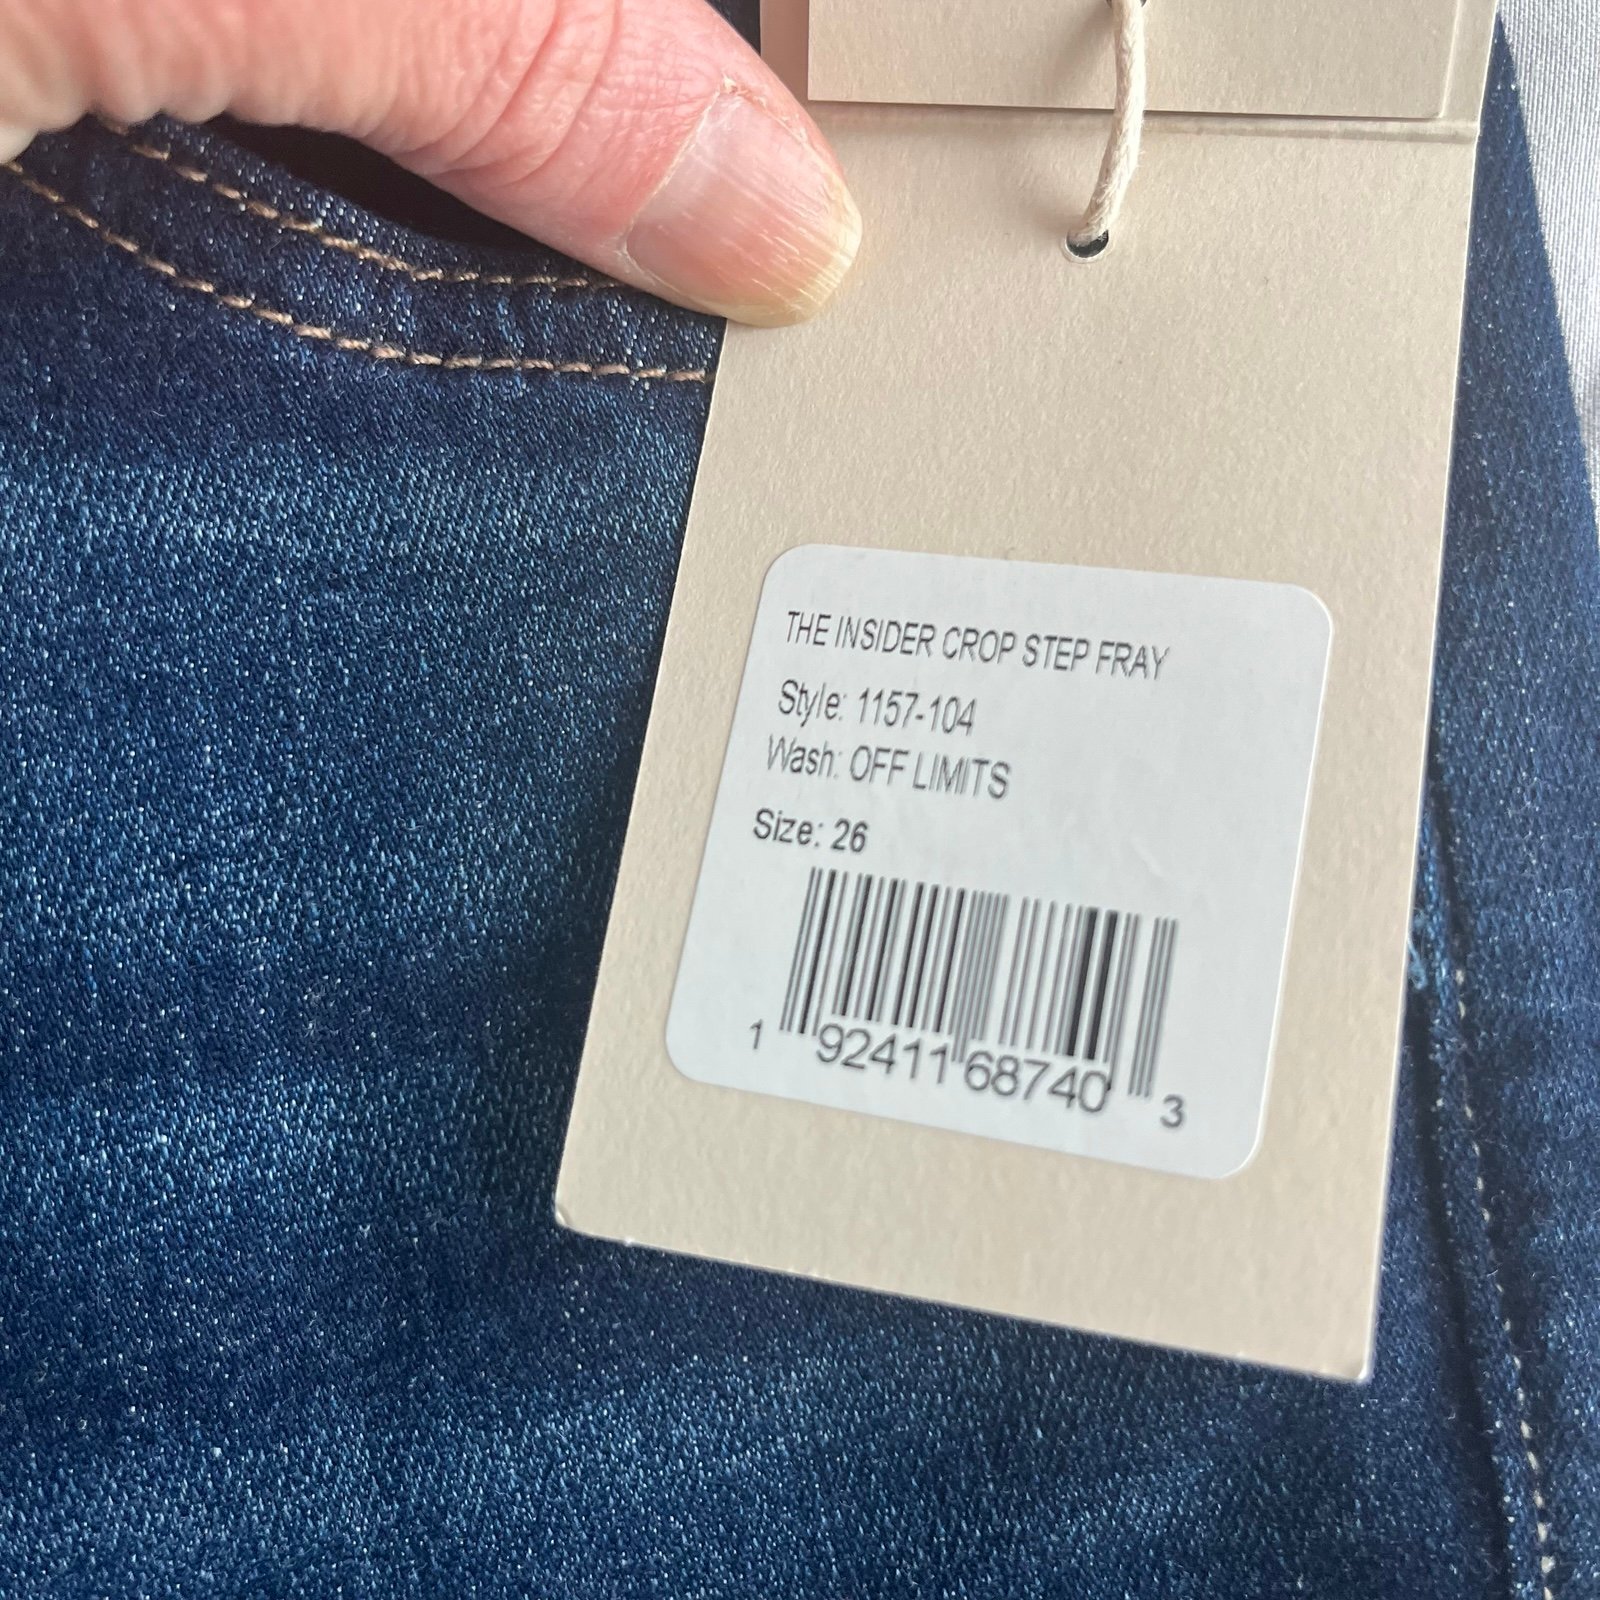 THE INSIDER CROP STEP FRAY
Style: 1157-104
Wash: OFF LIMITS
Size: 26
1 92411 68740 3